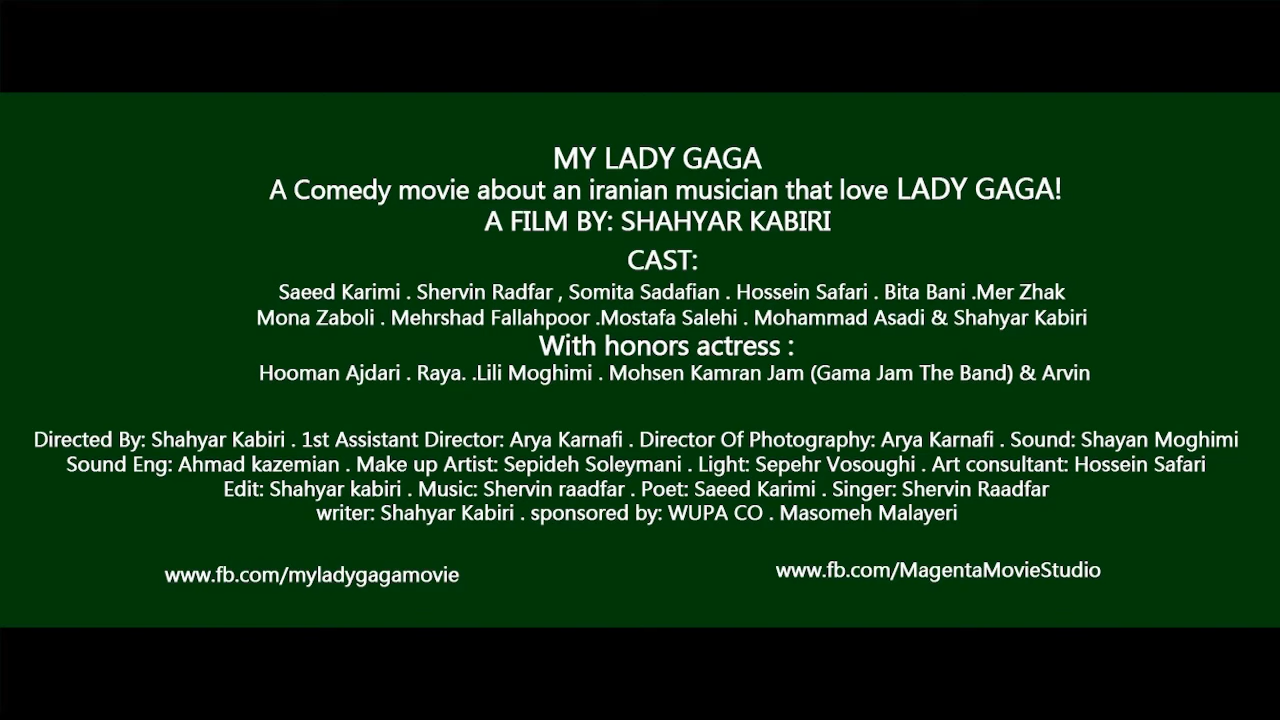 MY LADY GAGA
A Comedy movie about an iranian musician that love LADY GAGA!
A FILM BY: SHAHYAR KABIRI
CAST:
Saeed Karimi . Shervin Radfar , Somita Sadafian . Hossein Safari . Bita Bani .Mer Zhak
Mona Zaboli . Mehrshad Fallahpoor .Mostafa Salehi . Mohammad Asadi & Shahyar Kabiri
With honors actress :
Hooman Ajdari . Raya. .Lili Moghimi . Mohsen Kamran Jam (Gama Jam The Band) & Arvin
Directed By: Shahyar Kabiri . 1st Assistant Director: Arya Karnafi . Director Of Photography: Arya Karnafi . Sound: Shayan Moghimi
Sound Eng: Ahmad kazemian . Make up Artist: Sepideh Soleymani . Light: Sepehr Vosoughi . Art consultant: Hossein Safari
Edit: Shahyar kabiri . Music: Shervin raadfar . Poet: Saeed Karimi . Singer: Shervin Raadfar
writer: Shahyar Kabiri . sponsored by: WUPA CO . Masomeh Malayeri
www.fb.com/myladygagamovie
www.fb.com/MagentaMovieStudio